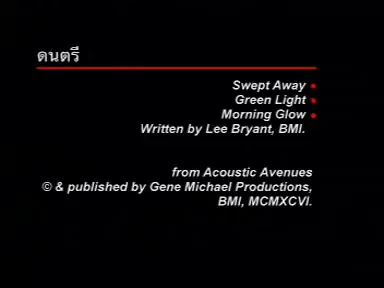 ดนตรี
Swept Away
Green Light
Morning Glow
Written by Lee Bryant, BMI.
from Acoustic Avenues
© & published by Gene Michael Productions,
BMI, MCMXCVI.